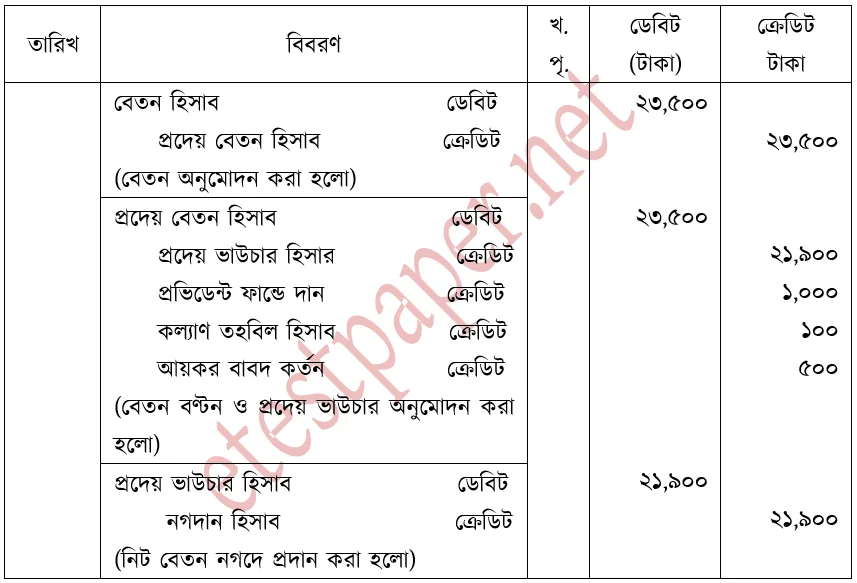 তারিখ বিবরণ খ. পৃ. ডেবিট (টাকা) ক্রেডিট টাকা
বেতন হিসাব ডেবিট ২৩,৫০০
প্রদেয় বেতন হিসাব ক্রেডিট ২৩,৫০০
(বেতন অনুমোদন করা হলো)
প্রদেয় বেতন হিসাব ডেবিট ২৩,৫০০
প্রদেয় ভাউচার হিসার ক্রেডিট ২১,৯০০
প্রভিডেন্ট ফান্ডে দান ক্রেডিট ১,০০০
কল্যাণ তহবিল হিসাব ক্রেডিট ১০০
আয়কর বাবদ কর্তন ক্রেডিট ৫০০
(বেতন বণ্টন ও প্রদেয় ভাউচার অনুমোদন করা
হলো)
প্রদেয় ভাউচার হিসাব ডেবিট ২১,৯০০
নগদান হিসাব ক্রেডিট ২১,৯০০
(নিট বেতন নগদে প্রদান করা হলো)
etestpaper.net